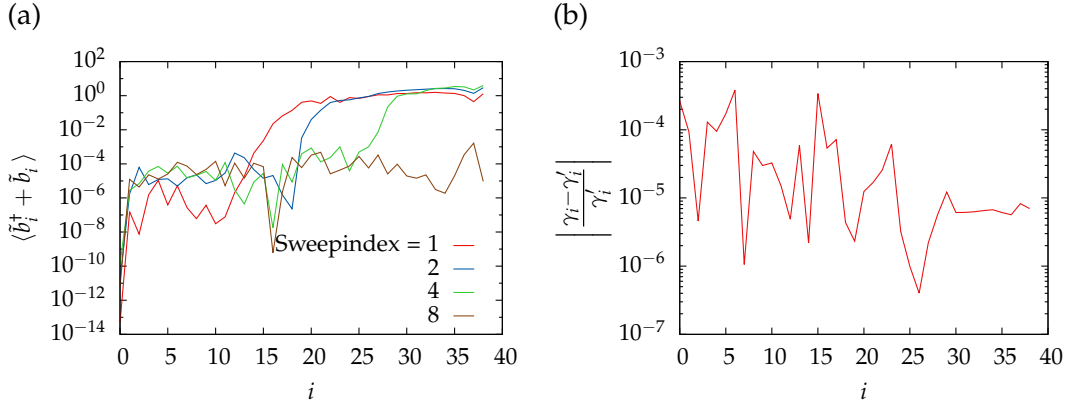 (a)
10^2
10^0
10^-2
10^-4
10^-6
10^-8
10^-10
10^-12
10^-14
⟨b̃_i^† + b̃_i⟩
Sweepindex = 1
2
4
8
0 5 10 15 20 25 30 35 40
i
(b)
10^-3
10^-4
10^-5
10^-6
10^-7
|γ_i−γ'_i / γ'_i|
0 5 10 15 20 25 30 35 40
i